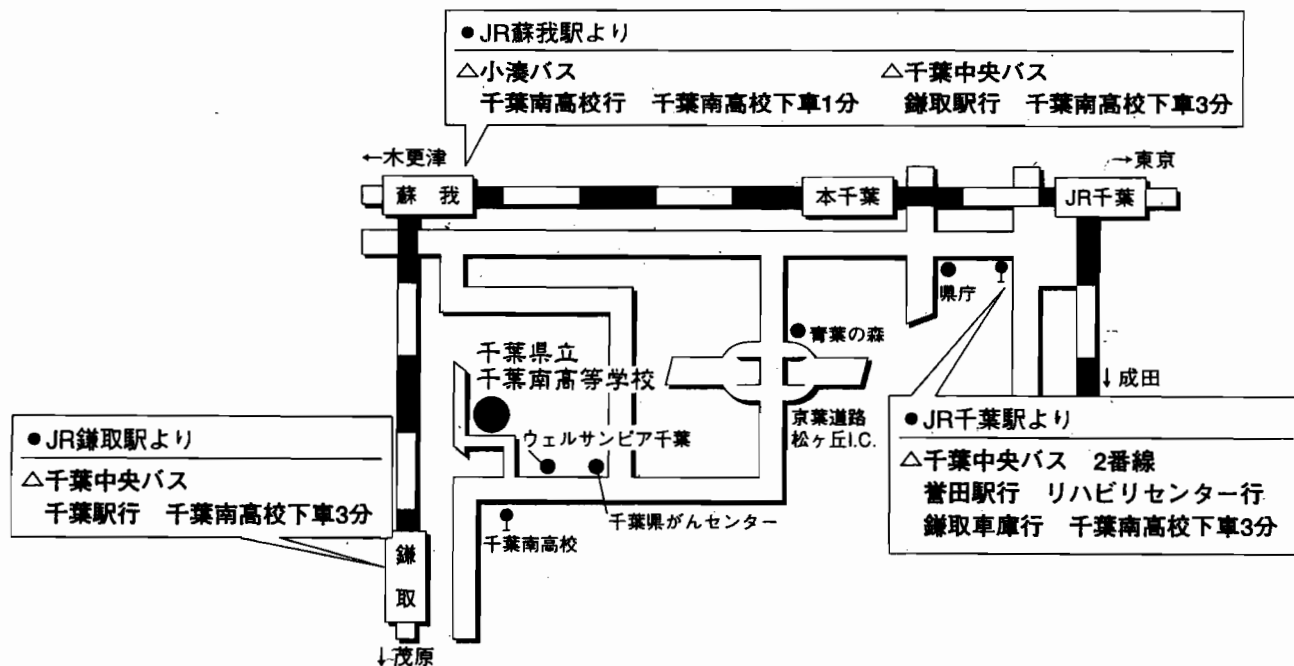 ●JR蘇我駅より
△小湊バス
千葉南高校行 千葉南高校下車1分
△千葉中央バス
鎌取駅行 千葉南高校下車3分
←木更津
→東京
蘇我
本千葉
JR千葉
県庁
青葉の森
千葉県立
千葉南高等学校
↓成田
京葉道路
松ヶ丘I.C.
●JR鎌取駅より
△千葉中央バス
千葉駅行 千葉南高校下車3分
ウェルサンピア千葉
千葉県がんセンター
千葉南高校
●JR千葉駅より
△千葉中央バス 2番線
誉田駅行 リハビリセンター行
鎌取車庫行 千葉南高校下車3分
鎌取
↓茂原